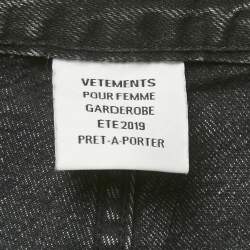 VETEMENTS
POUR FEMME
GARDEROBE
ETE 2019
PRET-A-PORTER